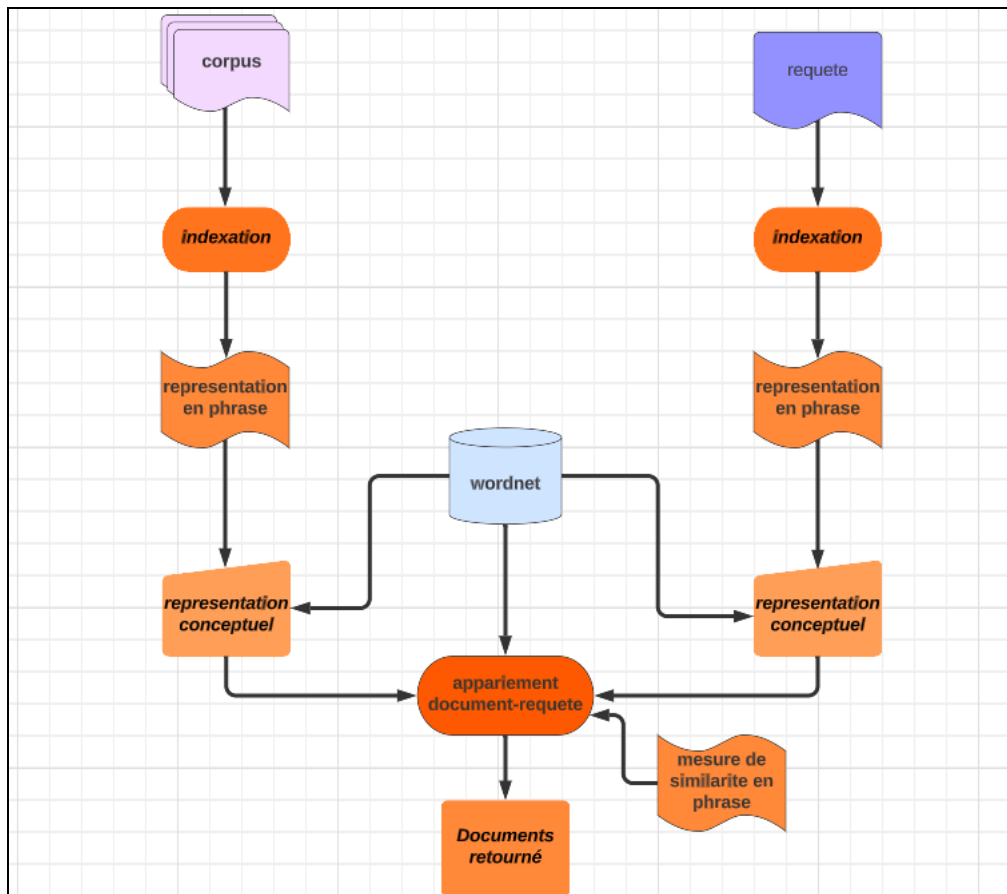 corpus
requete
indexation
indexation
representation
en phrase
representation
en phrase
wordnet
representation
conceptuel
representation
conceptuel
appariement
document-requete
mesure de
similarite en
phrase
Documents
retourné